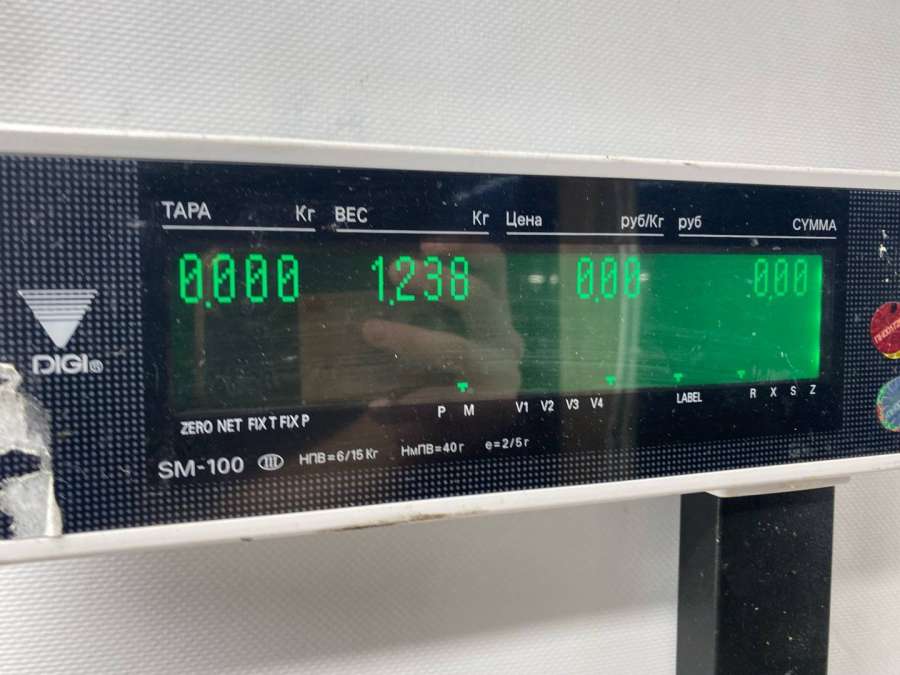 ТАРА Кг ВЕС Кг Цена руб/Кг руб СУММА
0.000 1.238 0.00 0.00
DIGI®
P M V1 V2 V3 V4 LABEL R X S Z
ZERO NET FIX T FIX P
SM-100 III НПВ=6/15 Кг НмПВ=40 г e=2/5 г